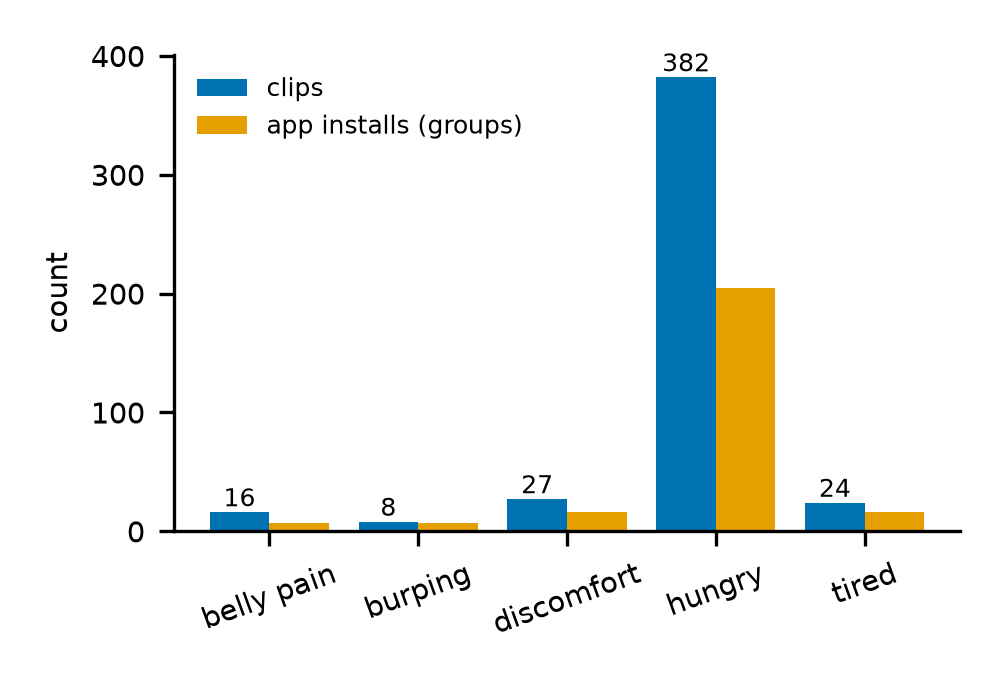 400
300
200
100
0
count
clips
app installs (groups)
16
8
27
382
24
belly pain
burping
discomfort
hungry
tired